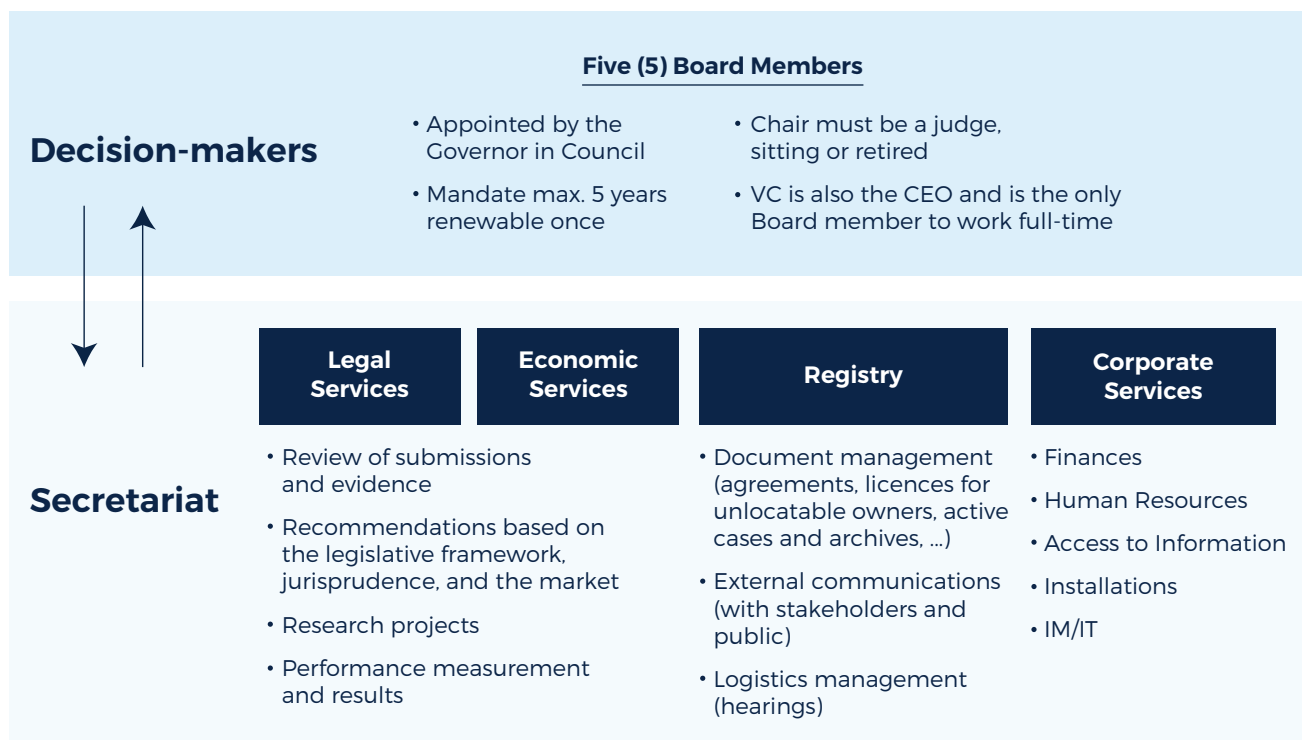 Five (5) Board Members
Decision-makers
• Appointed by the
Governor in Council
• Mandate max. 5 years
renewable once
• Chair must be a judge,
sitting or retired
• VC is also the CEO and is the only
Board member to work full-time
Secretariat
Legal
Services
Economic
Services
• Review of submissions
and evidence
• Recommendations based on
the legislative framework,
jurisprudence, and the market
• Research projects
• Performance measurement
and results
Registry
• Document management
(agreements, licences for
unlocatable owners, active
cases and archives, ...)
• External communications
(with stakeholders and
public)
• Logistics management
(hearings)
Corporate
Services
• Finances
• Human Resources
• Access to Information
• Installations
• IM/IT